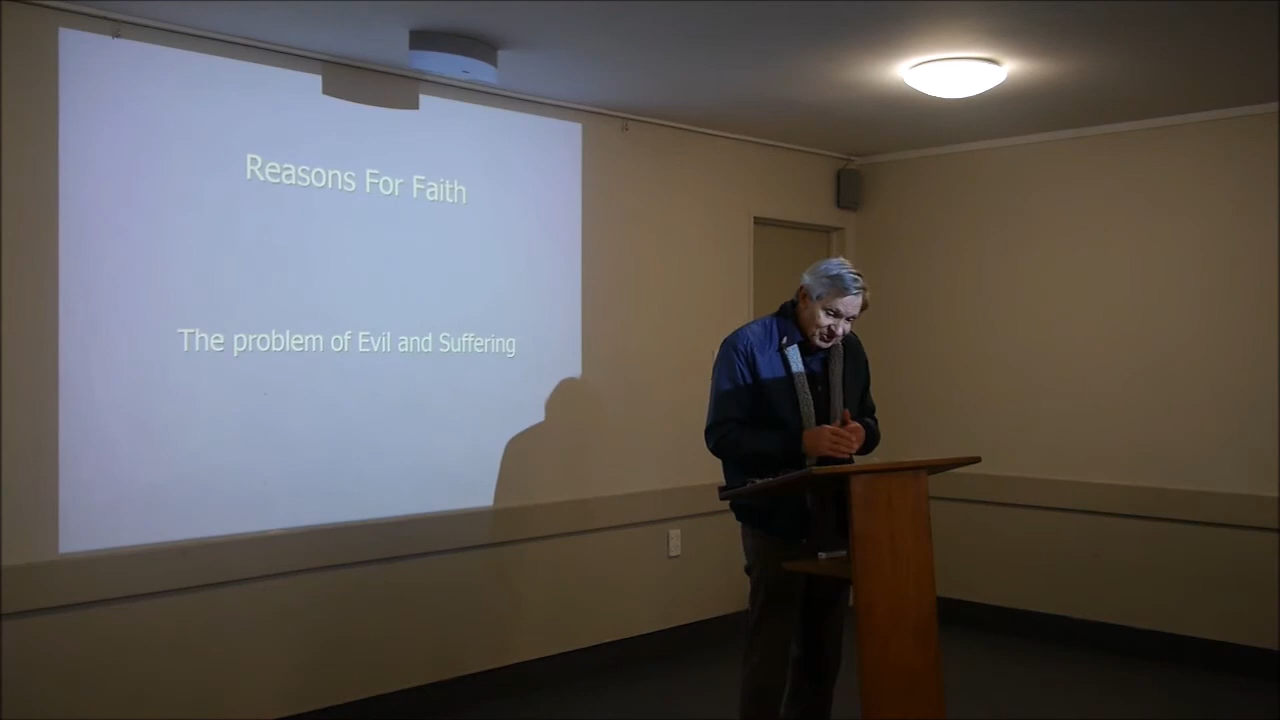 Reasons For Faith
The problem of Evil and Suffering